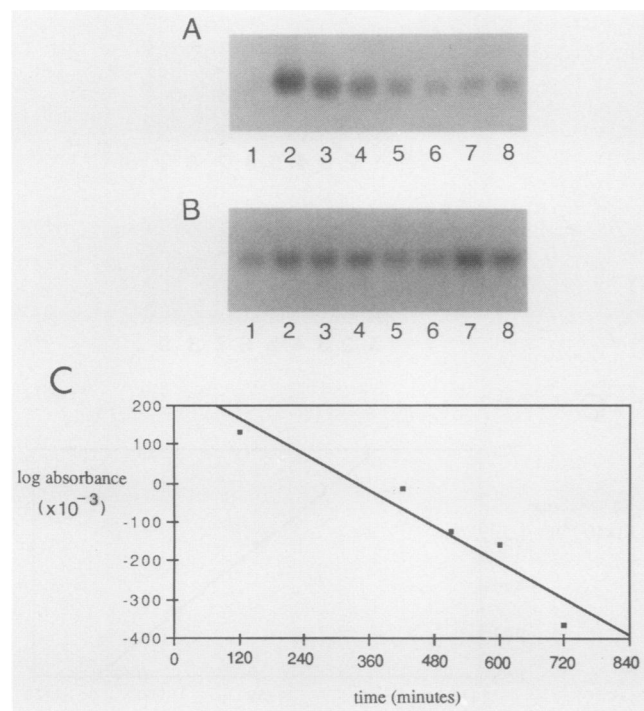 A
1 2 3 4 5 6 7 8
B
1 2 3 4 5 6 7 8
C
200
100
0
-100
-200
-300
-400
log absorbance
(x10⁻³)
0 120 240 360 480 600 720 840
time (minutes)